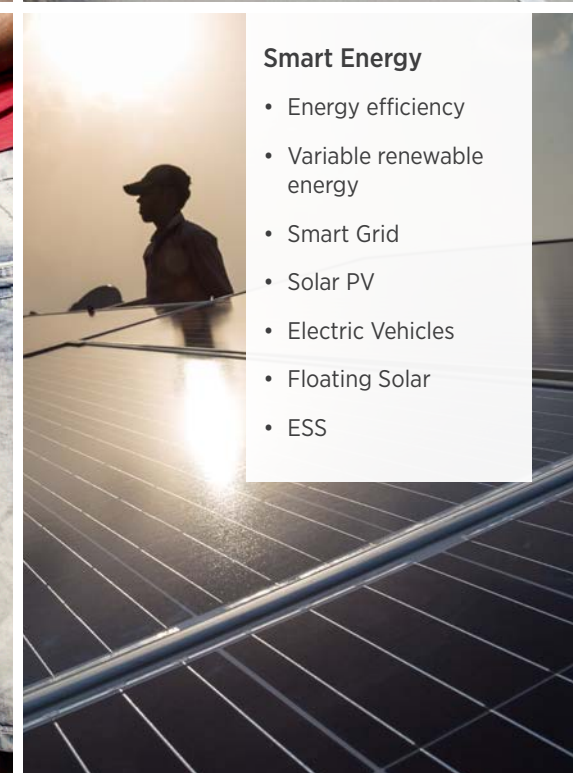 Smart Energy
• Energy efficiency
• Variable renewable
energy
• Smart Grid
• Solar PV
• Electric Vehicles
• Floating Solar
• ESS